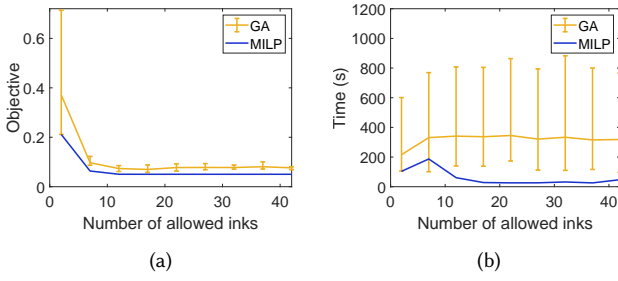 GA
MILP
Objective
0.6
0.4
0.2
0
0 10 20 30 40
Number of allowed inks
(a)
GA
MILP
Time (s)
1200
1000
800
600
400
200
0
0 10 20 30 40
Number of allowed inks
(b)